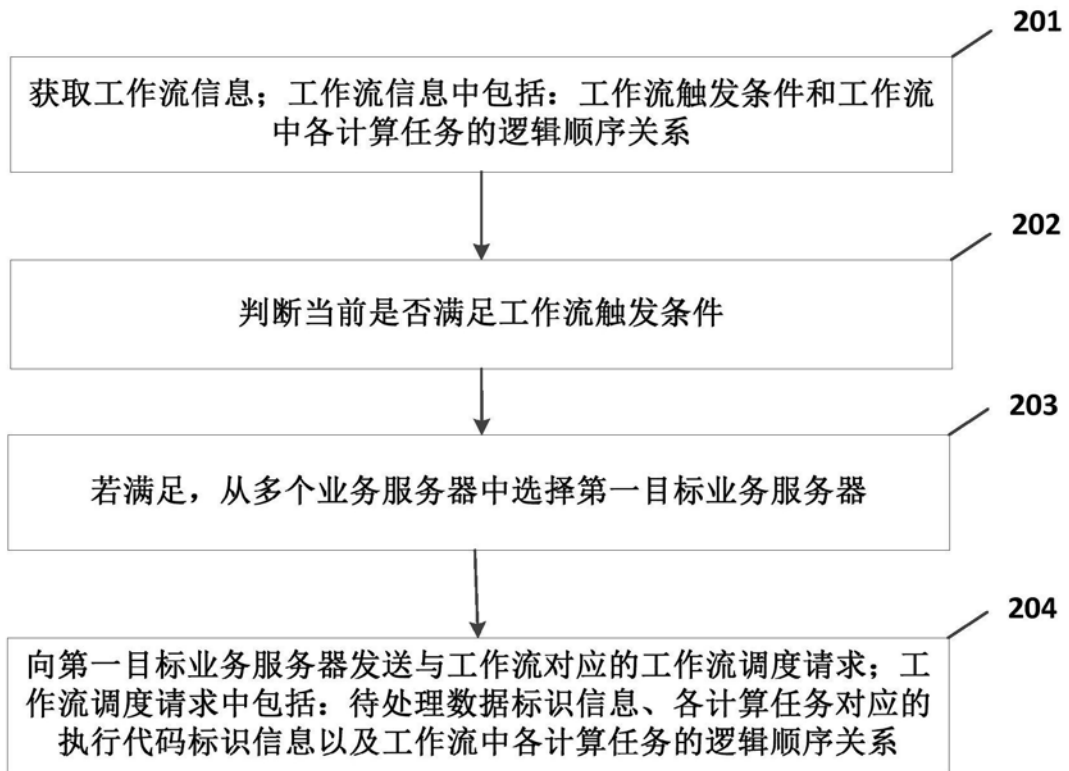 201
获取工作流信息；工作流信息中包括：工作流触发条件和工作流
中各计算任务的逻辑顺序关系
202
判断当前是否满足工作流触发条件
203
若满足，从多个业务服务器中选择第一目标业务服务器
204
向第一目标业务服务器发送与工作流对应的工作流调度请求；工
作流调度请求中包括：待处理数据标识信息、各计算任务对应的
执行代码标识信息以及工作流中各计算任务的逻辑顺序关系